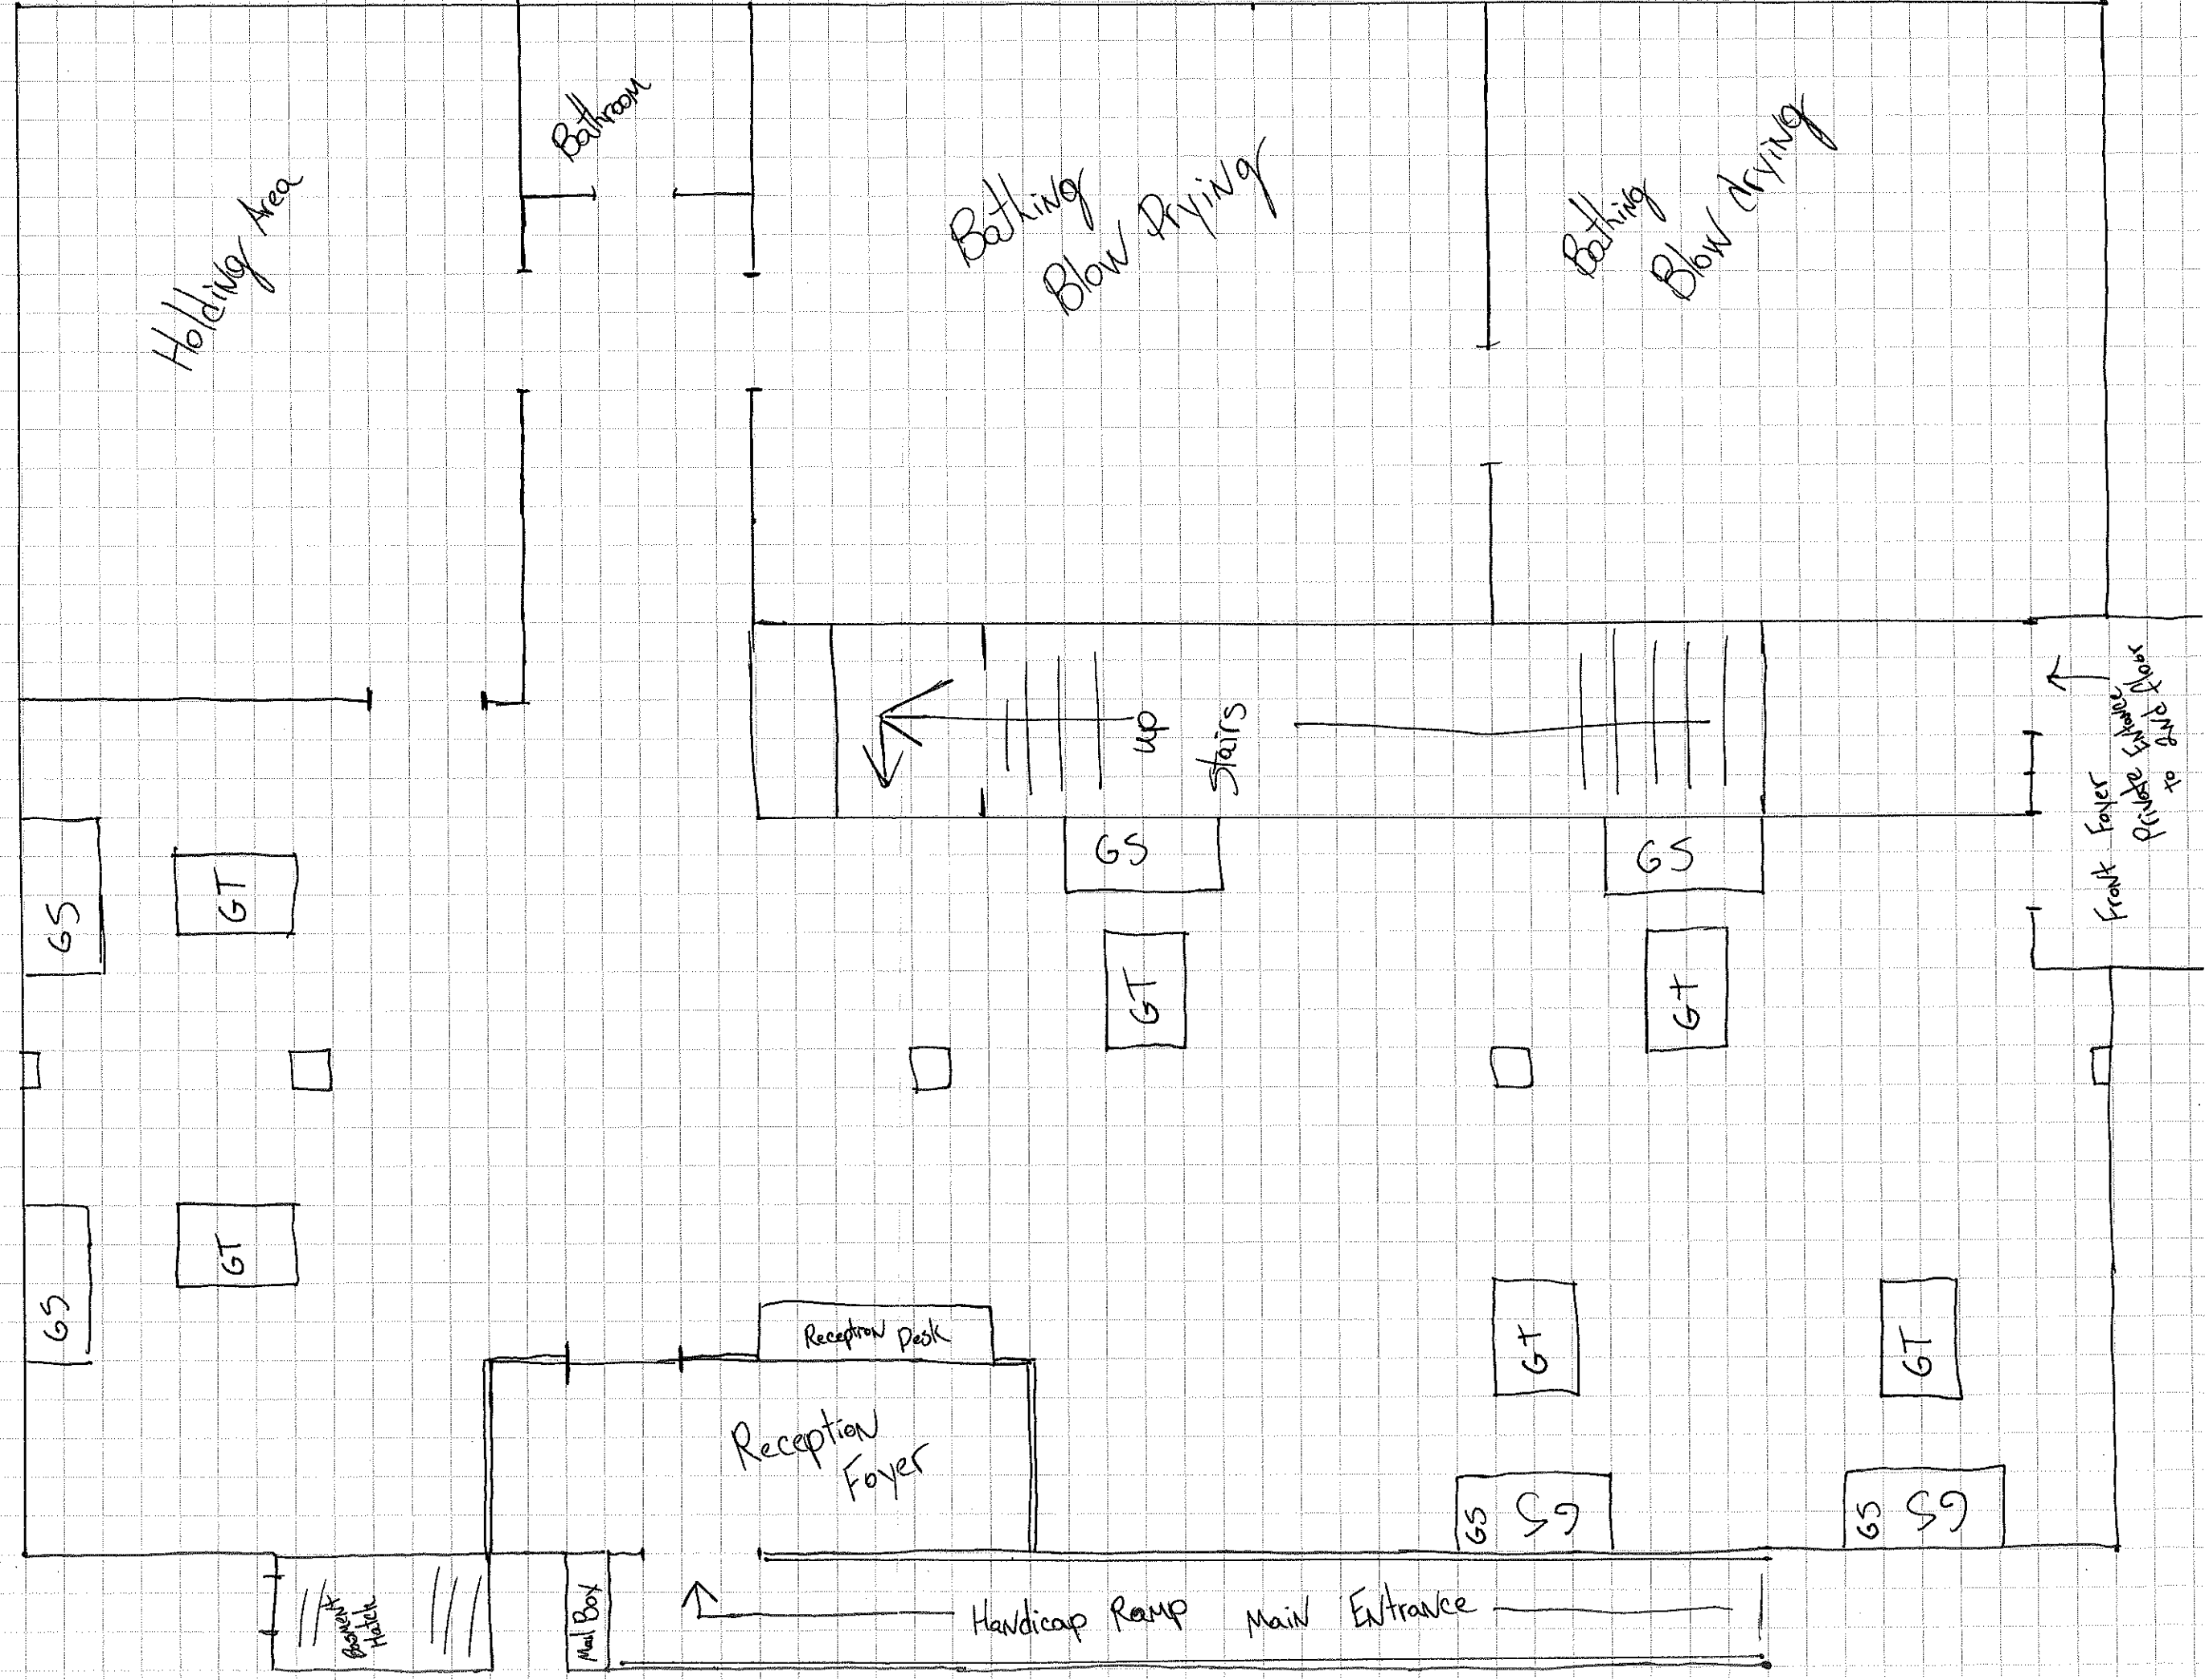 Bathroom
Holding Area
Bathing
Blow Drying
Bathing
Blow drying
up
Stairs
Front Foyer
Private Entrance
to 2nd floor
GS
GT
GS
GT
GS
GT
GS
GT
GS
GT
GT
Reception Desk
Reception
Foyer
GS
GS
GS
GS
Basement
Hatch
Mail Box
Handicap Ramp Main Entrance